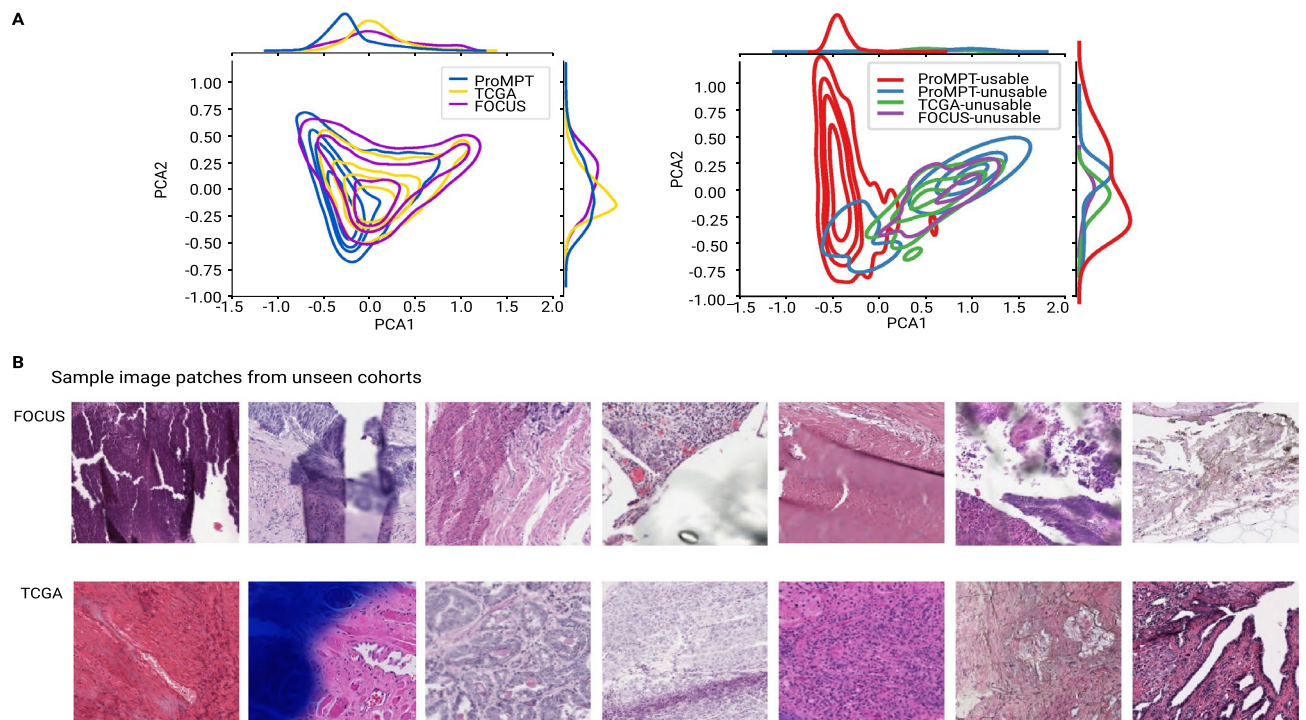 A
ProMPT
TCGA
FOCUS
PCA2
1.00
0.75
0.50
0.25
0.00
-0.25
-0.50
-0.75
-1.00
-1.5 -1.0 -0.5 0.0 0.5 1.0 1.5 2.0
PCA1
ProMPT-usable
ProMPT-unusable
TCGA-unusable
FOCUS-unusable
PCA2
1.00
0.75
0.50
0.25
0.00
-0.25
-0.50
-0.75
-1.00
-1.5 -1.0 -0.5 0.0 0.5 1.0 1.5 2.0
PCA1
B
Sample image patches from unseen cohorts
FOCUS
TCGA